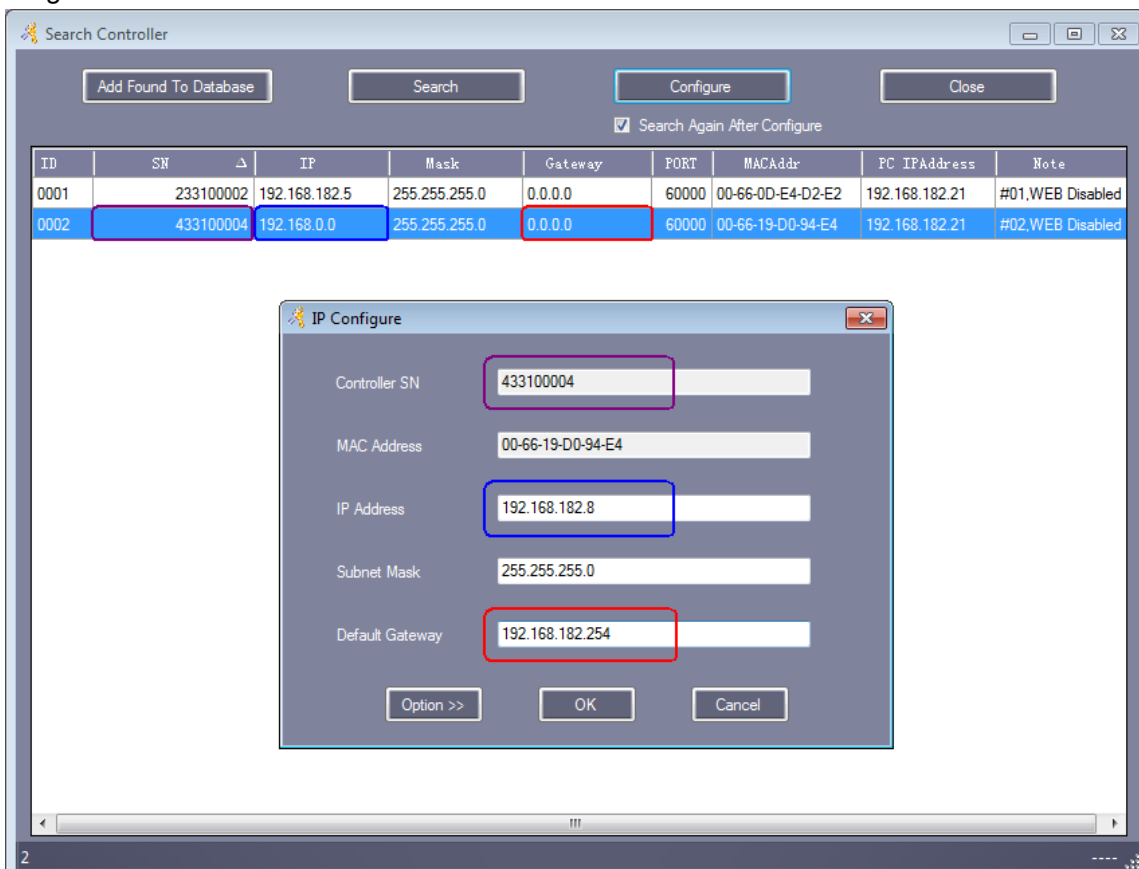 Search Controller
Add Found To Database Search Configure Close
Search Again After Configure
ID SN IP Mask Gateway PORT MACAddr PC IPAddress Note
0001 233100002 192.168.182.5 255.255.255.0 0.0.0.0 60000 00-66-0D-E4-D2-E2 192.168.182.21 #01,WEB Disabled
0002 433100004 192.168.0.0 255.255.255.0 0.0.0.0 60000 00-66-19-D0-94-E4 192.168.182.21 #02,WEB Disabled
IP Configure
Controller SN 433100004
MAC Address 00-66-19-D0-94-E4
IP Address 192.168.182.8
Subnet Mask 255.255.255.0
Default Gateway 192.168.182.254
Option >> OK Cancel
2 ----